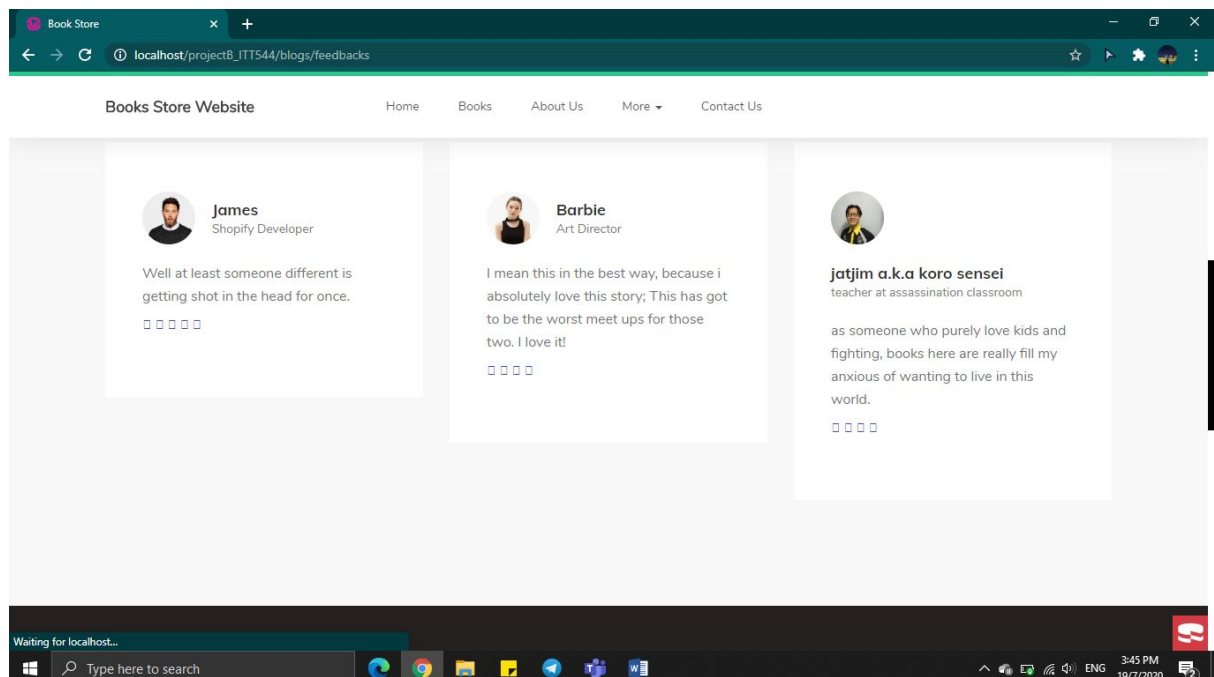 Book Store
localhost/projectB_ITT544/blogs/feedbacks
Books Store Website
Home
Books
About Us
More
Contact Us
James
Shopify Developer
Well at least someone different is
getting shot in the head for once.
Barbie
Art Director
I mean this in the best way, because i
absolutely love this story; This has got
to be the worst meet ups for those
two. I love it!
jatjim a.k.a koro sensei
teacher at assassination classroom
as someone who purely love kids and
fighting, books here are really fill my
anxious of wanting to live in this
world.
Waiting for localhost...
Type here to search
ENG
3:45 PM
19/7/2020
2